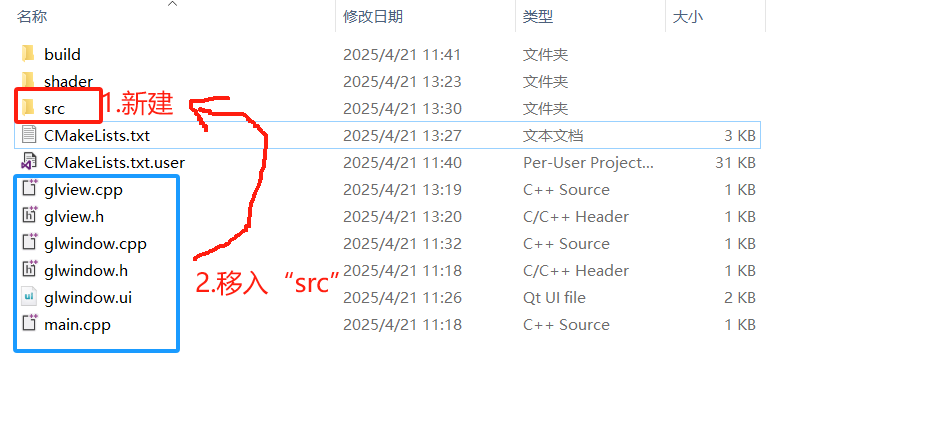 名称 修改日期 类型 大小
build 2025/4/21 11:41 文件夹
shader 2025/4/21 13:23 文件夹
src 1.新建 2025/4/21 13:30 文件夹
CMakeLists.txt 2025/4/21 13:27 文本文档 3 KB
CMakeLists.txt.user 2025/4/21 11:40 Per-User Project... 31 KB
glview.cpp 2025/4/21 13:19 C++ Source 1 KB
glview.h 2025/4/21 13:20 C/C++ Header 1 KB
glwindow.cpp 2025/4/21 11:32 C++ Source 1 KB
glwindow.h 2025/4/21 11:18 C/C++ Header 1 KB
2.移入“src”
glwindow.ui 2025/4/21 11:26 Qt UI file 2 KB
main.cpp 2025/4/21 11:18 C++ Source 1 KB